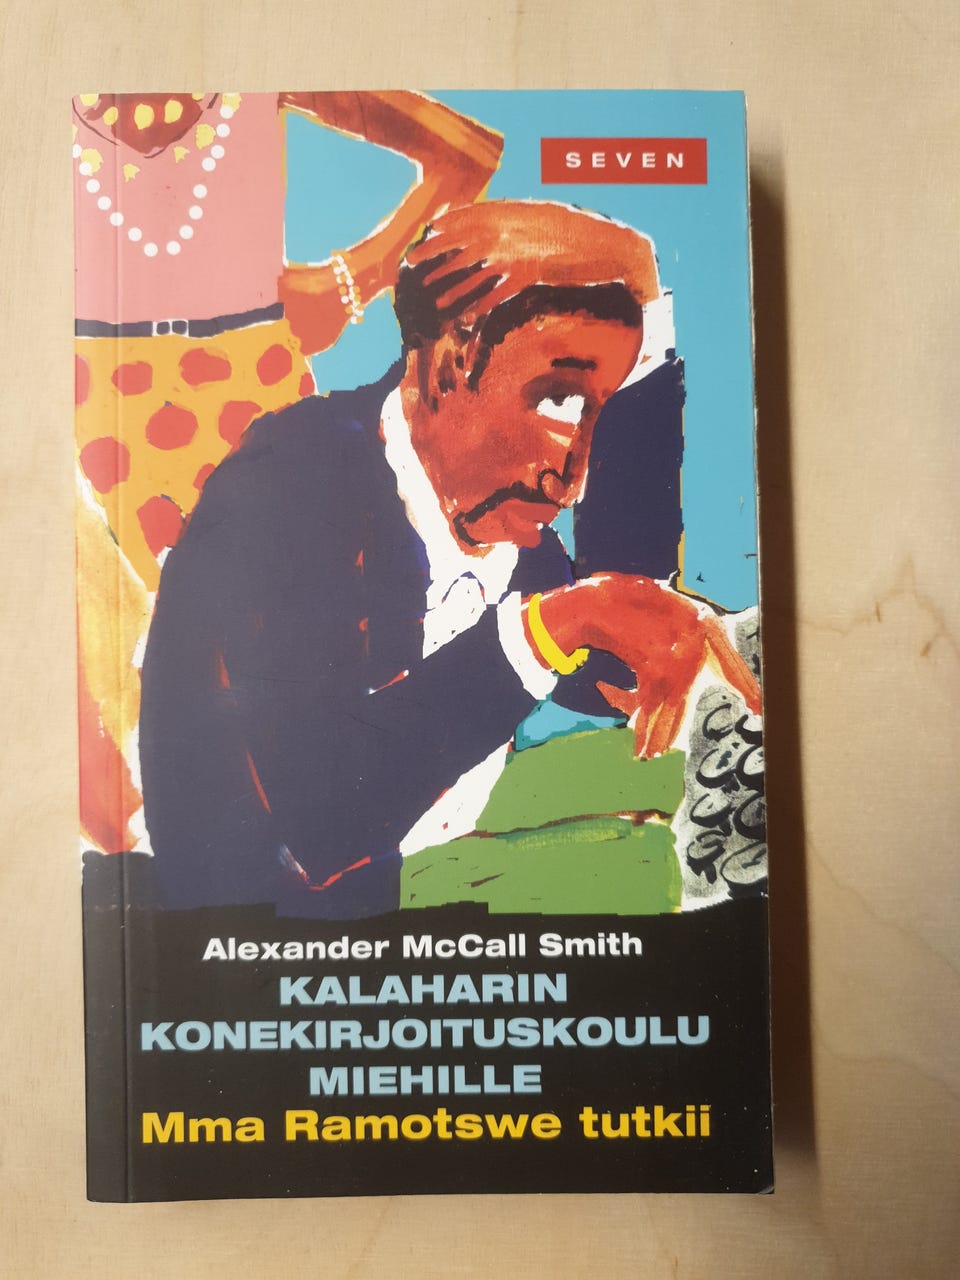 SEVEN
Alexander McCall Smith
KALAHARIN
KONEKIRJOITUSKOULU
MIEHILLE
Mma Ramotswe tutkii